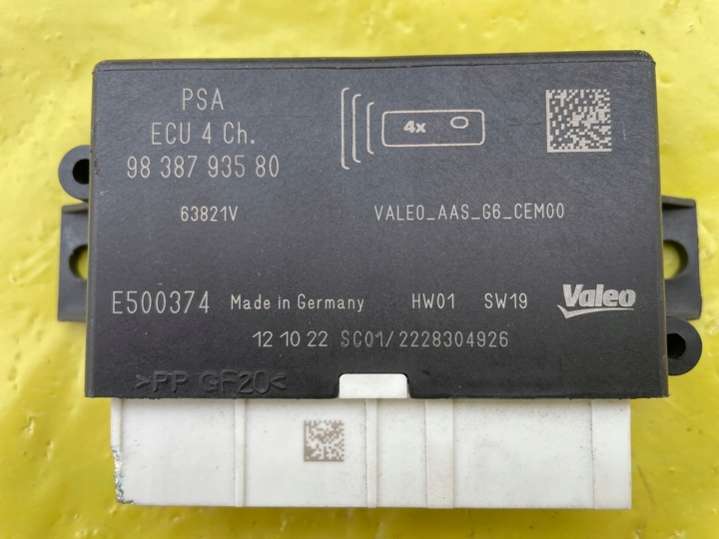 PSA
ECU 4 Ch.
98 387 935 80
4x
63821V
VALEO_AAS_G6_CEM00
E500374 Made in Germany HW01 SW19 Valeo
12 10 22 SC01/2228304926
>PP GF20<